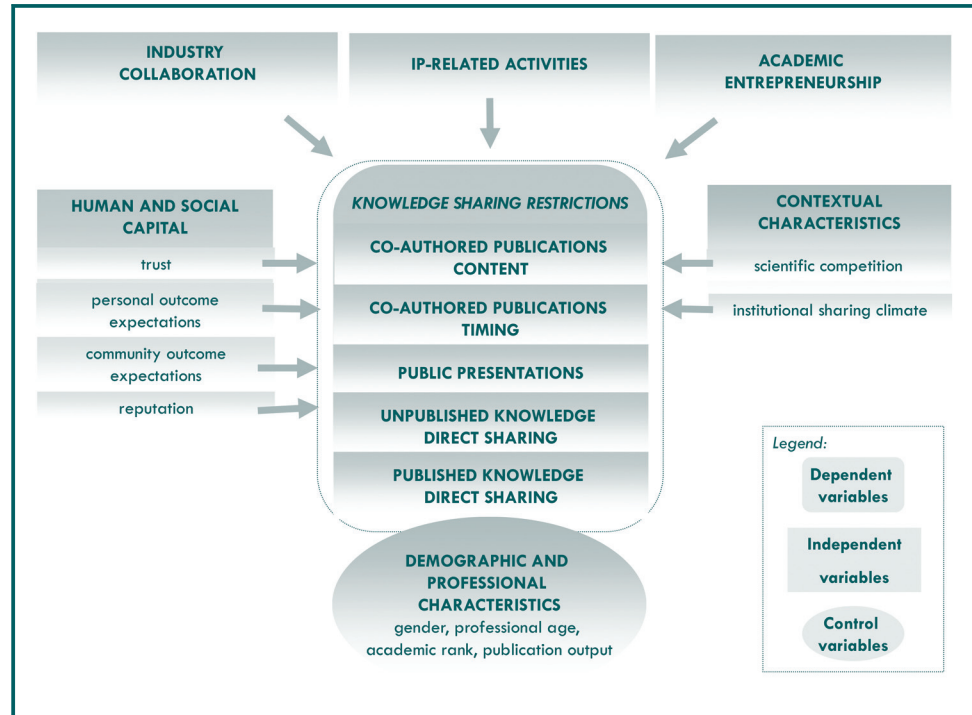 INDUSTRY
COLLABORATION
IP-RELATED ACTIVITIES
ACADEMIC
ENTREPRENEURSHIP
HUMAN AND SOCIAL
CAPITAL
trust
personal outcome
expectations
community outcome
expectations
reputation
KNOWLEDGE SHARING RESTRICTIONS
CO-AUTHORED PUBLICATIONS
CONTENT
CO-AUTHORED PUBLICATIONS
TIMING
PUBLIC PRESENTATIONS
UNPUBLISHED KNOWLEDGE
DIRECT SHARING
PUBLISHED KNOWLEDGE
DIRECT SHARING
CONTEXTUAL
CHARACTERISTICS
scientific competition
institutional sharing climate
DEMOGRAPHIC AND
PROFESSIONAL
CHARACTERISTICS
gender, professional age,
academic rank, publication output
Legend:
Dependent
variables
Independent
variables
Control
variables